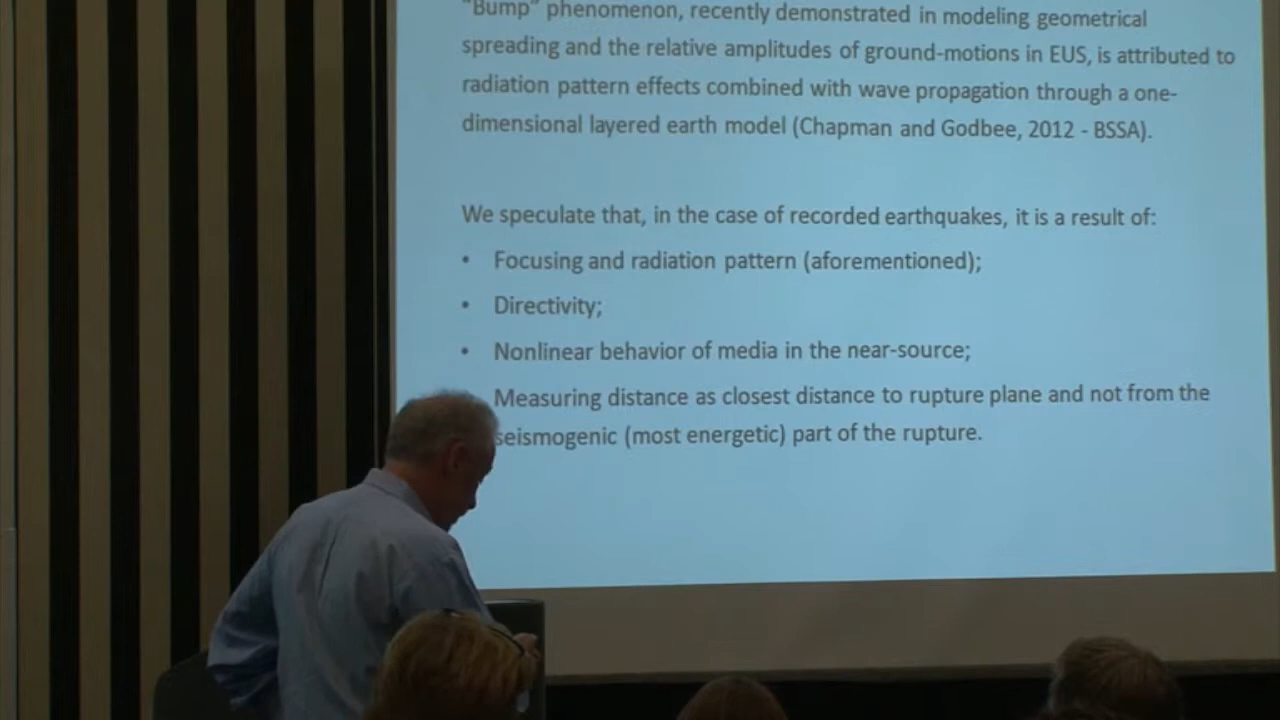 "Bump" phenomenon, recently demonstrated in modeling geometrical
spreading and the relative amplitudes of ground-motions in EUS, is attributed to
radiation pattern effects combined with wave propagation through a one-
dimensional layered earth model (Chapman and Godbee, 2012 - BSSA).
We speculate that, in the case of recorded earthquakes, it is a result of:
• Focusing and radiation pattern (aforementioned);
• Directivity;
• Nonlinear behavior of media in the near-source;
Measuring distance as closest distance to rupture plane and not from the
seismogenic (most energetic) part of the rupture.